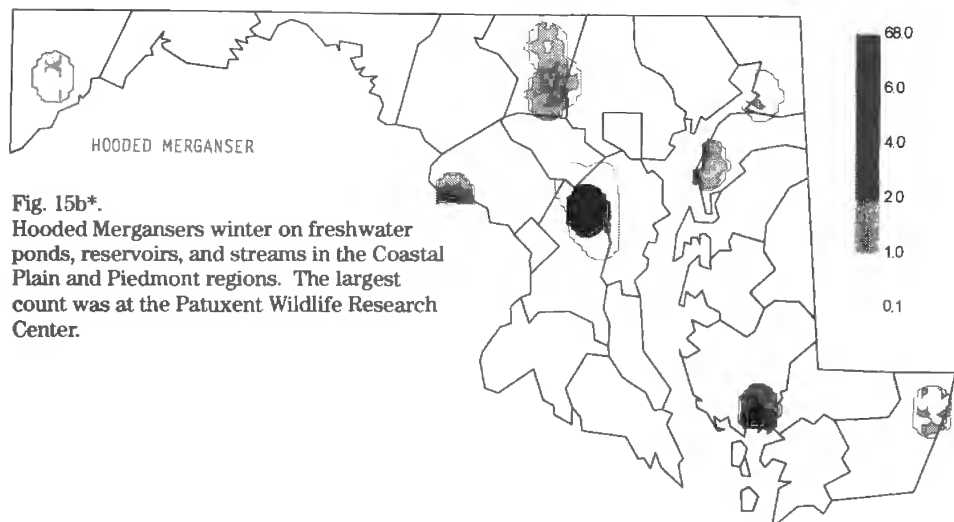 HOODED MERGANSER
Fig. 15b*.
Hooded Mergansers winter on freshwater
ponds, reservoirs, and streams in the Coastal
Plain and Piedmont regions. The largest
count was at the Patuxent Wildlife Research
Center.
68.0
6.0
4.0
2.0
1.0
0.1